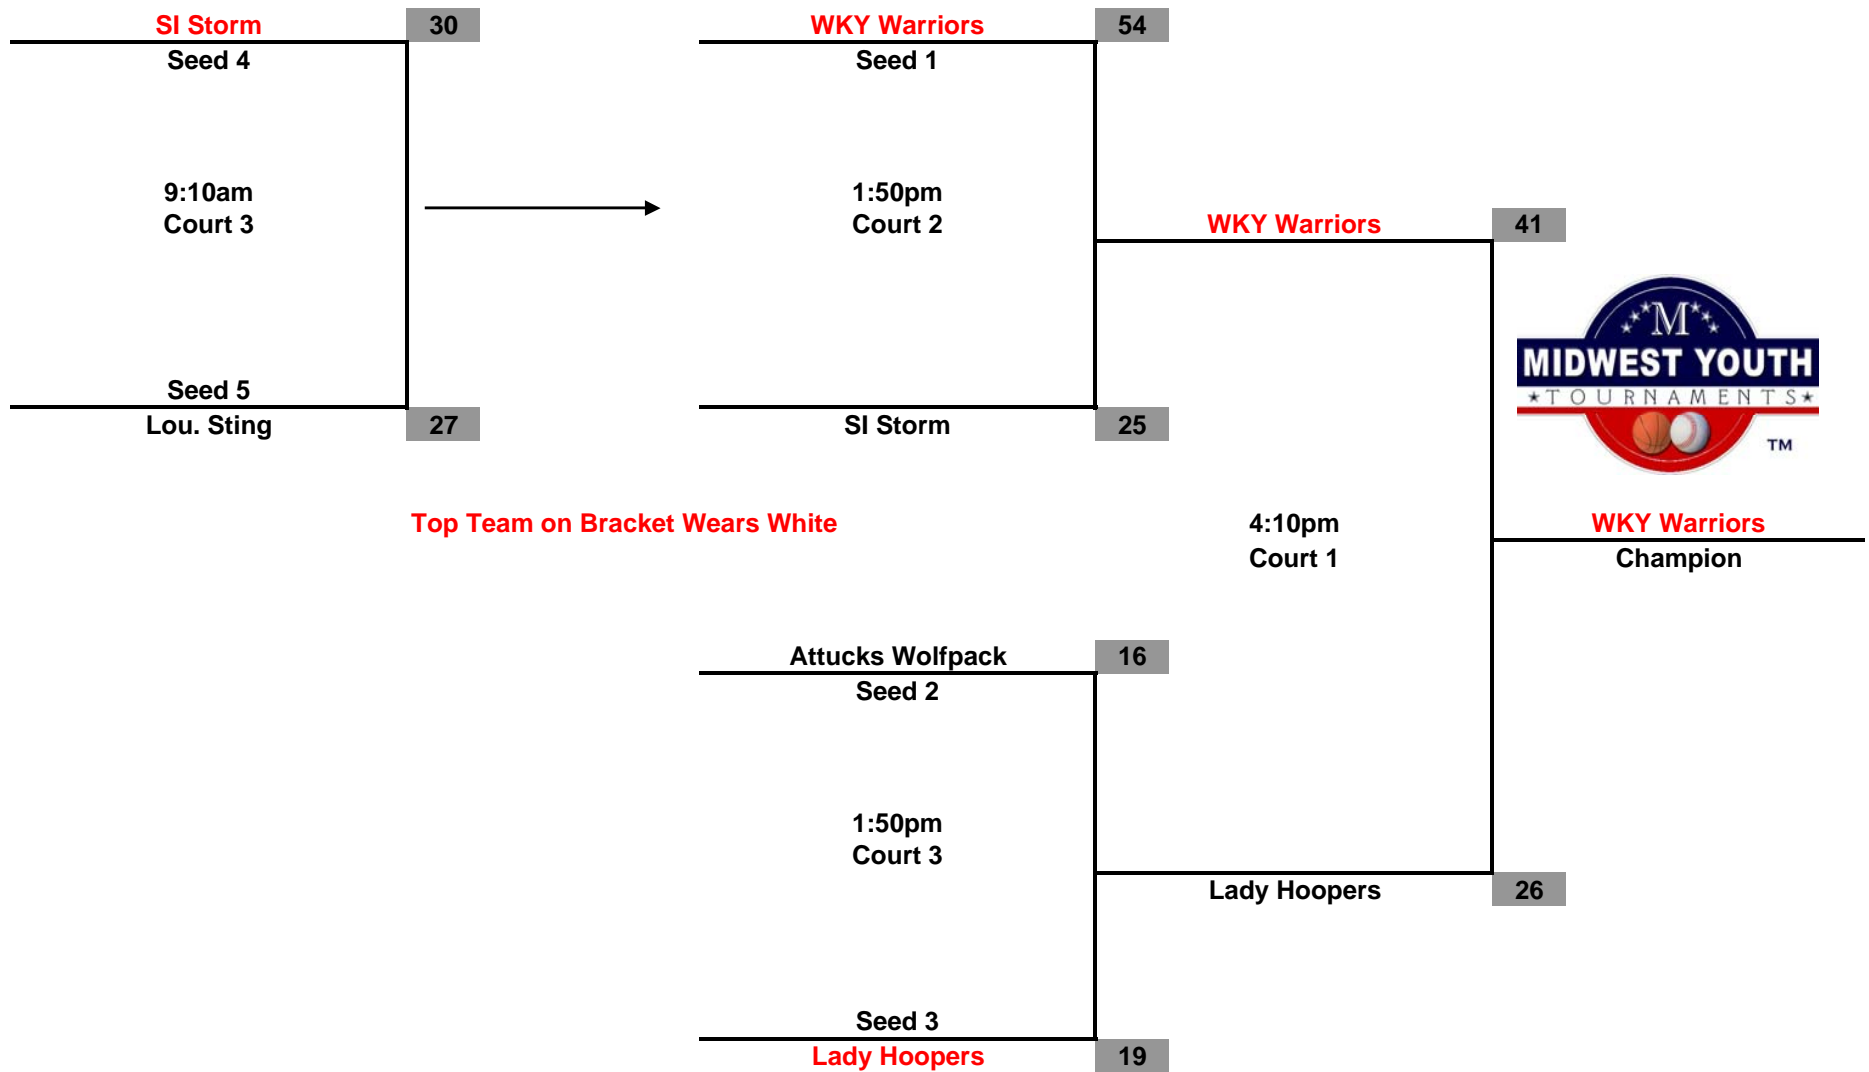 SI Storm 30
Seed 4
9:10am
Court 3
Seed 5
Lou. Sting 27
WKY Warriors 54
Seed 1
1:50pm
Court 2
SI Storm 25
WKY Warriors 41
M
MIDWEST YOUTH
TOURNAMENTS
TM
Top Team on Bracket Wears White
4:10pm
Court 1
WKY Warriors
Champion
Attucks Wolfpack 16
Seed 2
1:50pm
Court 3
Lady Hoopers 26
Seed 3
Lady Hoopers 19